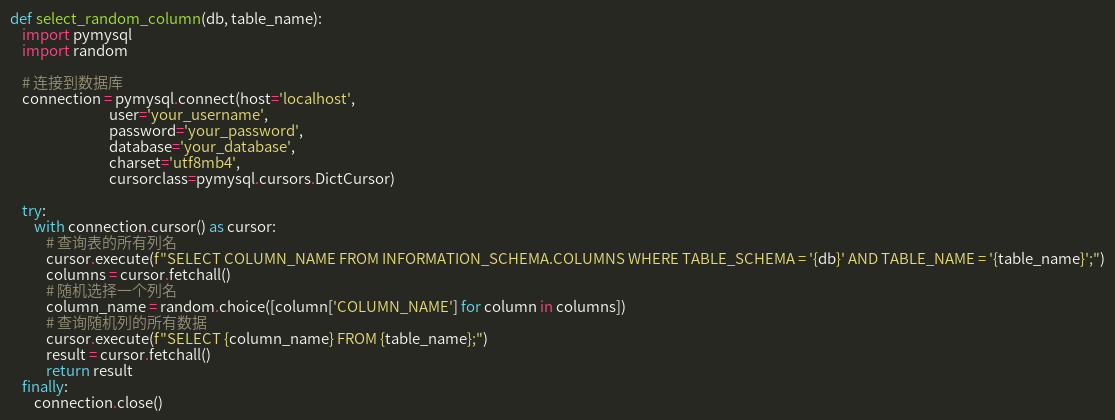 def select_random_column(db, table_name):
import pymysql
import random
# 连接到数据库
connection = pymysql.connect(host='localhost',
user='your_username',
password='your_password',
database='your_database',
charset='utf8mb4',
cursorclass=pymysql.cursors.DictCursor)
try:
with connection.cursor() as cursor:
# 查询表的所有列名
cursor.execute(f"SELECT COLUMN_NAME FROM INFORMATION_SCHEMA.COLUMNS WHERE TABLE_SCHEMA = '{db}' AND TABLE_NAME = '{table_name}';")
columns = cursor.fetchall()
# 随机选择一个列名
column_name = random.choice([column['COLUMN_NAME'] for column in columns])
# 查询随机列的所有数据
cursor.execute(f"SELECT {column_name} FROM {table_name};")
result = cursor.fetchall()
return result
finally:
connection.close()